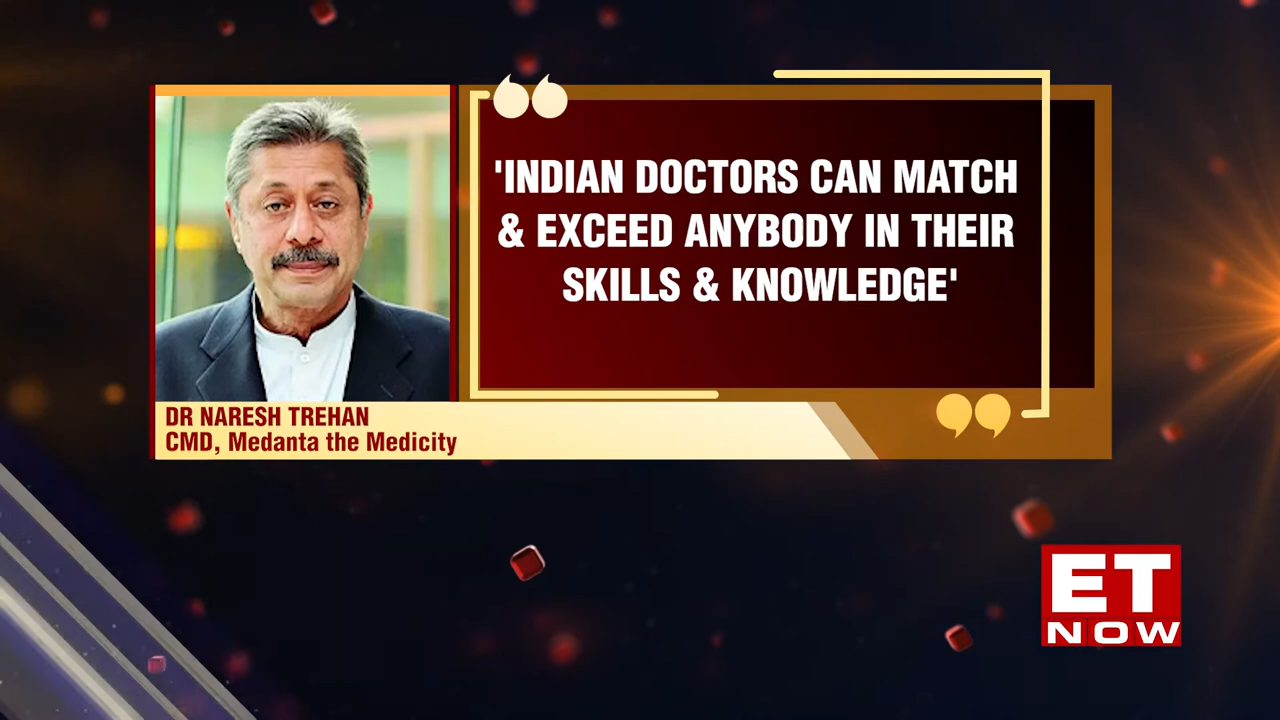 'INDIAN DOCTORS CAN MATCH
& EXCEED ANYBODY IN THEIR
SKILLS & KNOWLEDGE'
DR NARESH TREHAN
CMD, Medanta the Medicity
ET
NOW